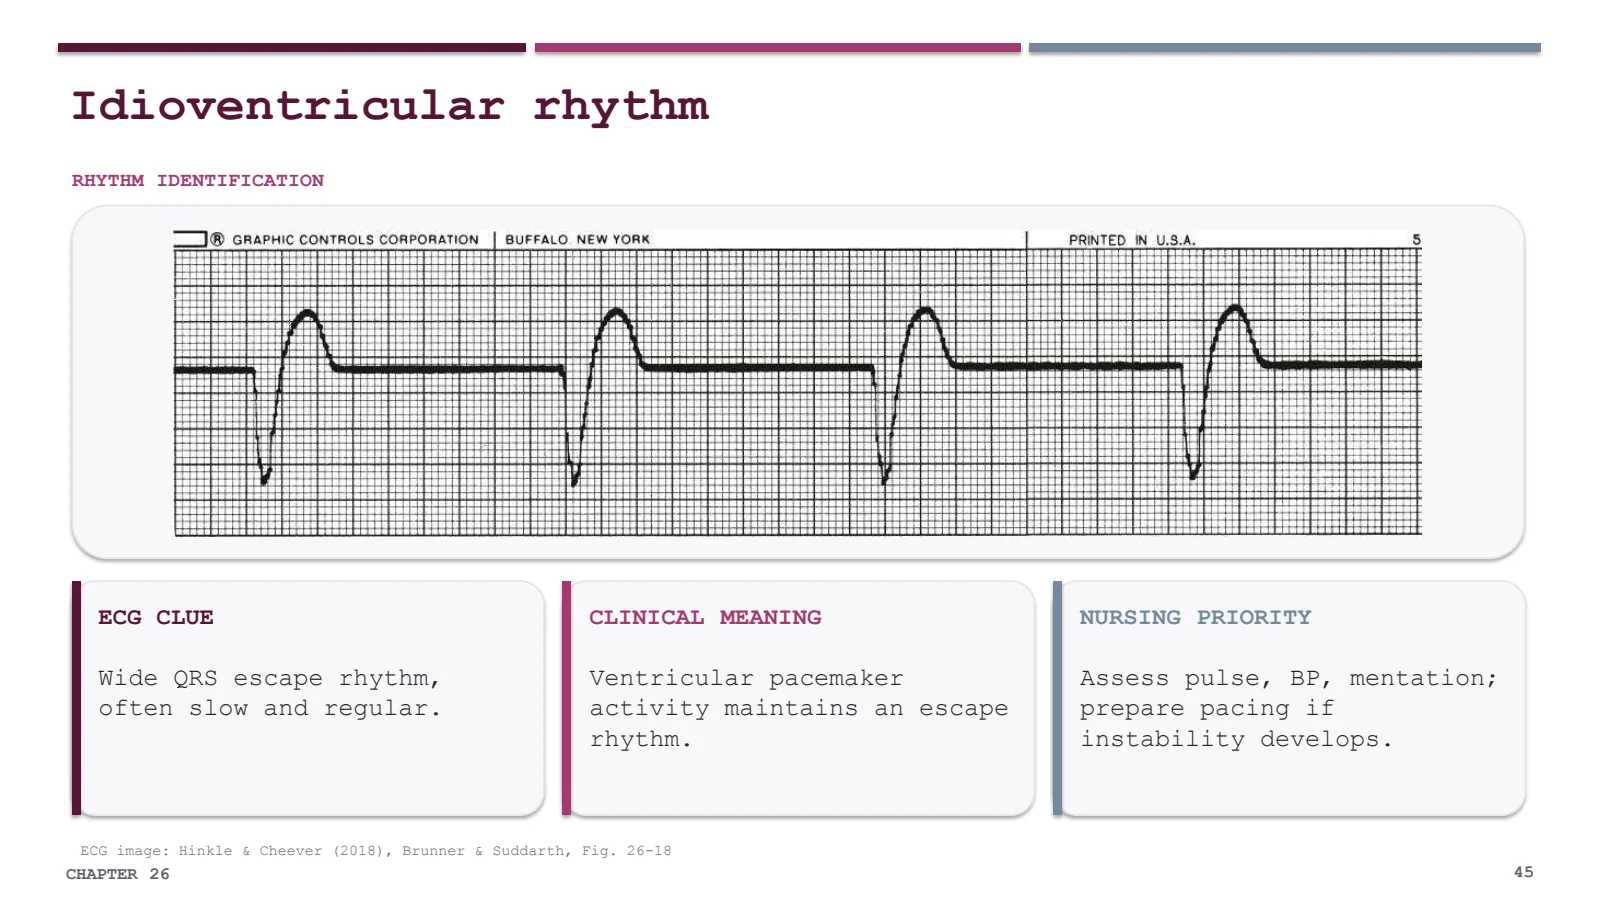 Idioventricular rhythm
RHYTHM IDENTIFICATION
® GRAPHIC CONTROLS CORPORATION BUFFALO NEW YORK PRINTED IN U.S.A. 5
ECG CLUE
Wide QRS escape rhythm,
often slow and regular.
CLINICAL MEANING
Ventricular pacemaker
activity maintains an escape
rhythm.
NURSING PRIORITY
Assess pulse, BP, mentation;
prepare pacing if
instability develops.
ECG image: Hinkle & Cheever (2018), Brunner & Suddarth, Fig. 26-18
CHAPTER 26
45